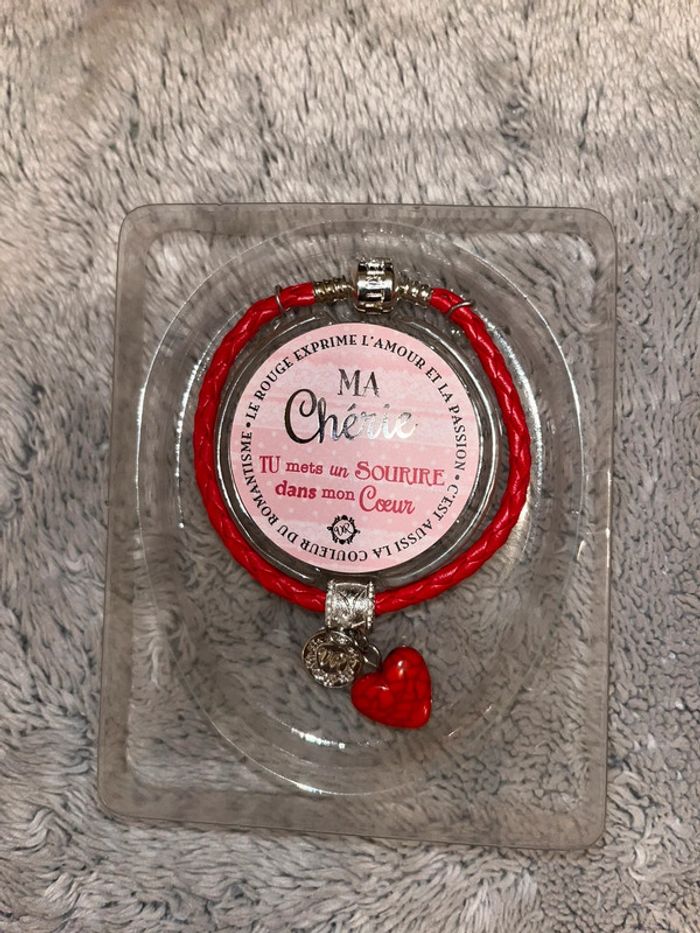 MA
Chérie
TU mets un SOURIRE
dans mon Cœur
DR
LE ROUGE EXPRIME L'AMOUR ET LA PASSION • C'EST AUSSI LA COULEUR DU ROMANTISME •